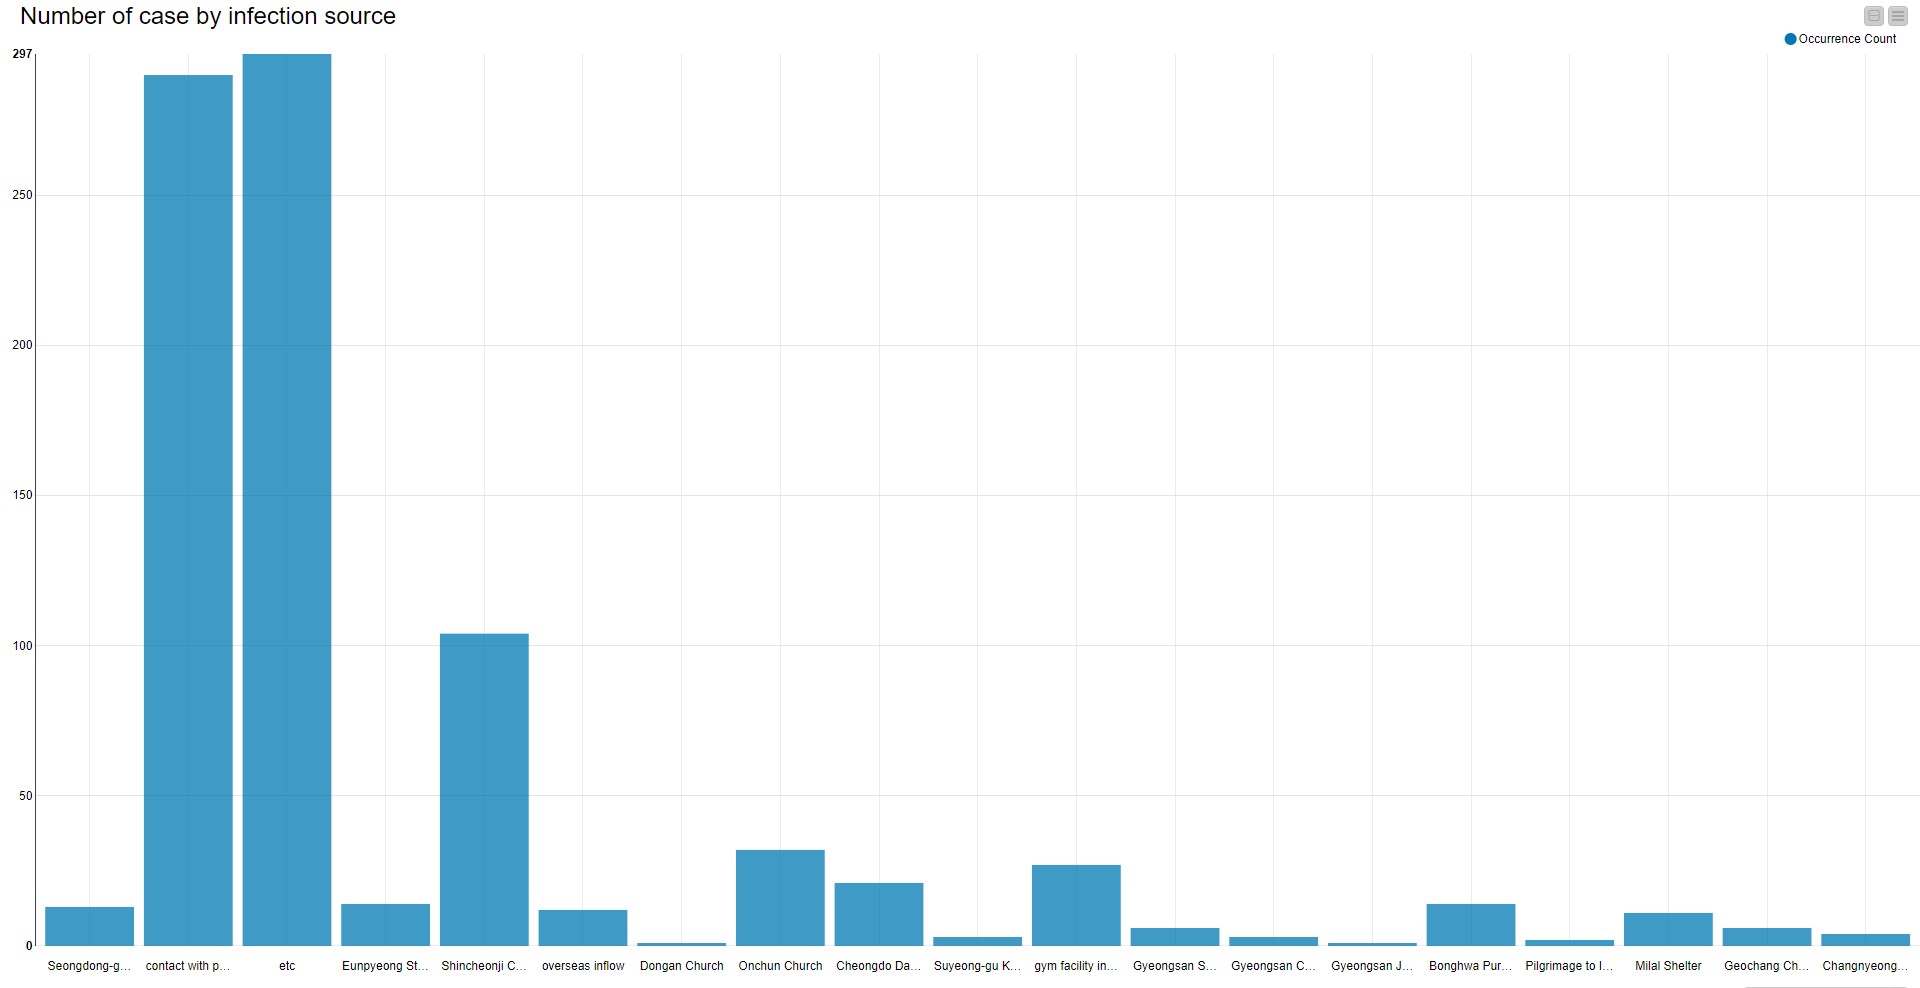 Number of case by infection source
Occurrence Count
297
250
200
150
100
50
0
Seongdong-g... contact with p... etc Eunpyeong St... Shincheonji C... overseas inflow Dongan Church Onchun Church Cheongdo Da... Suyeong-gu K... gym facility in... Gyeongsan S... Gyeongsan C... Gyeongsan J... Bonghwa Pur... Pilgrimage to I... Milal Shelter Geochang Ch... Changnyeong...